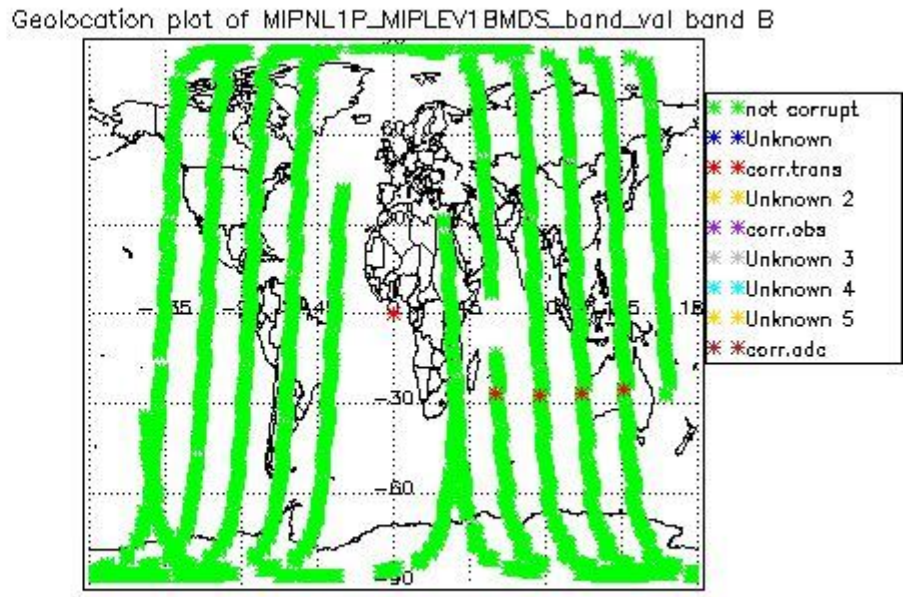 Geolocation plot of MIPNL1P_MIPLEV1BMDS_band_val band B
not corrupt
Unknown
corr.trans
Unknown 2
corr.obs
Unknown 3
Unknown 4
Unknown 5
corr.adc
60
-30
-60
-90